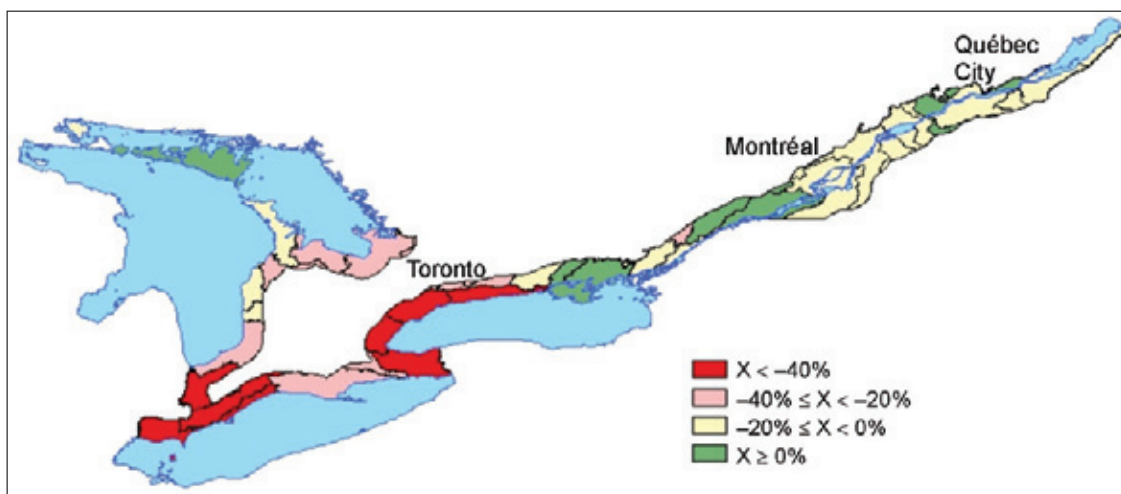 Québec
City
Montréal
Toronto
X < –40%
–40% ≤ X < –20%
–20% ≤ X < 0%
X ≥ 0%